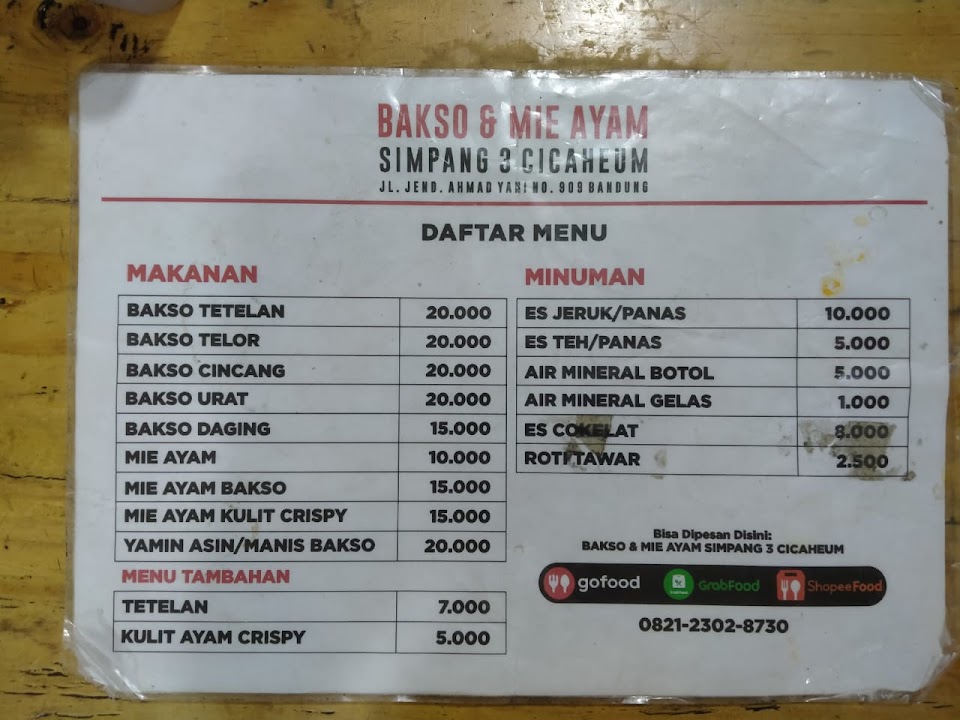 BAKSO & MIE AYAM
SIMPANG 3 CICAHEUM
JL. JEND. AHMAD YANI NO. 909 BANDUNG
DAFTAR MENU
MAKANAN
BAKSO TETELAN 20.000
BAKSO TELOR 20.000
BAKSO CINCANG 20.000
BAKSO URAT 20.000
BAKSO DAGING 15.000
MIE AYAM 10.000
MIE AYAM BAKSO 15.000
MIE AYAM KULIT CRISPY 15.000
YAMIN ASIN/MANIS BAKSO 20.000
MENU TAMBAHAN
TETELAN 7.000
KULIT AYAM CRISPY 5.000
MINUMAN
ES JERUK/PANAS 10.000
ES TEH/PANAS 5.000
AIR MINERAL BOTOL 5.000
AIR MINERAL GELAS 1.000
ES COKELAT 8.000
ROTI TAWAR 2.500
Bisa Dipesan Disini:
BAKSO & MIE AYAM SIMPANG 3 CICAHEUM
gofood GrabFood ShopeeFood
0821-2302-8730